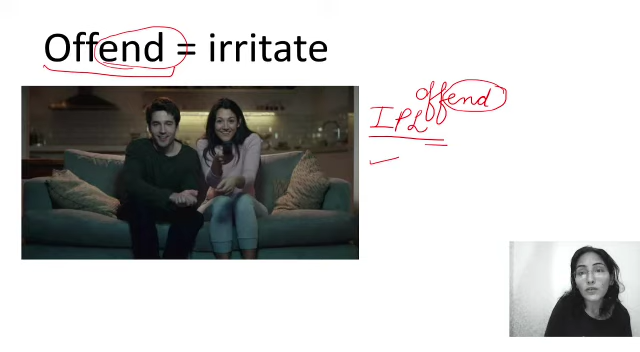 Offend = irritate
offend
IPL